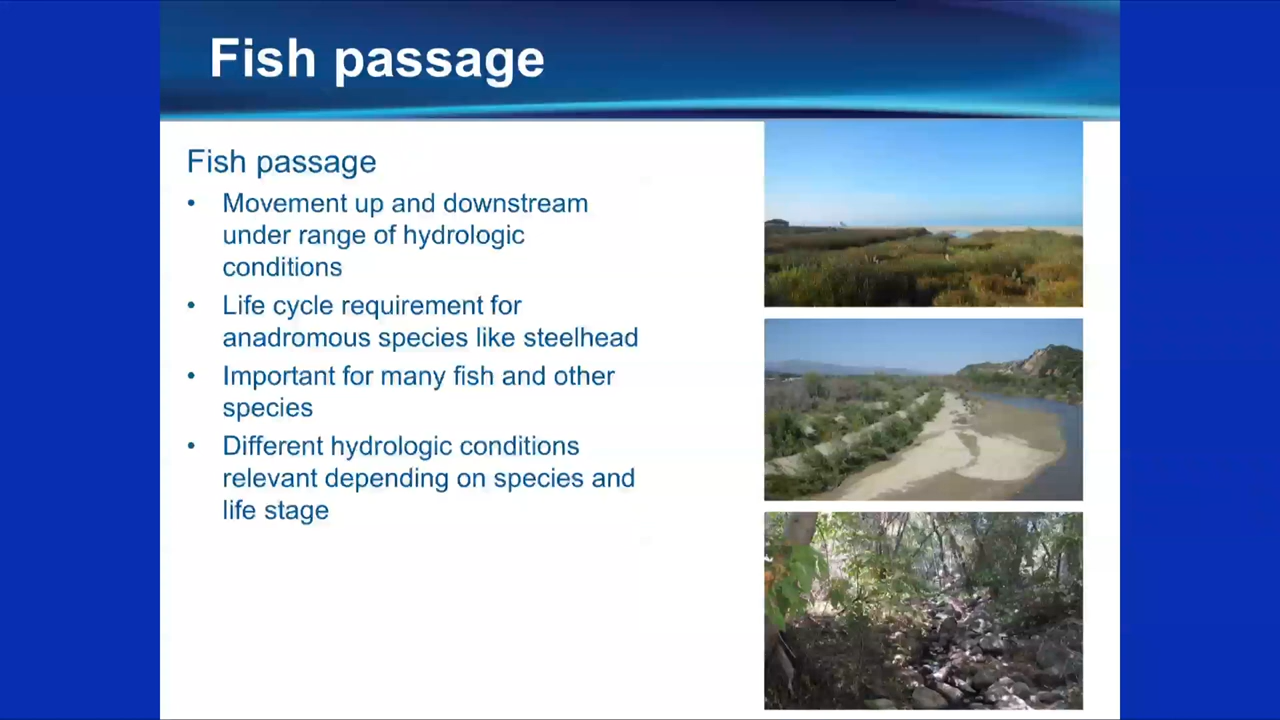 Fish passage
Fish passage
• Movement up and downstream
under range of hydrologic
conditions
• Life cycle requirement for
anadromous species like steelhead
• Important for many fish and other
species
• Different hydrologic conditions
relevant depending on species and
life stage